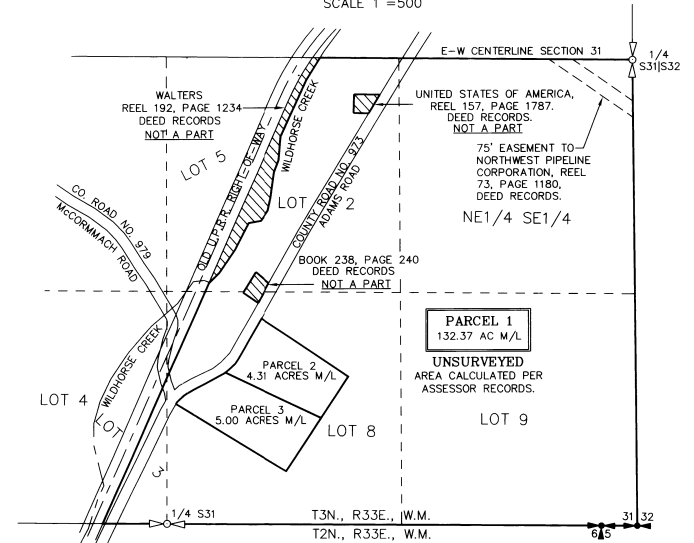 SCALE 1"=500'
E-W CENTERLINE SECTION 31
1/4
S31|S32
WALTERS
REEL 192, PAGE 1234
DEED RECORDS
NOT A PART
UNITED STATES OF AMERICA,
REEL 157, PAGE 1787.
DEED RECORDS.
NOT A PART
75' EASEMENT TO
NORTHWEST PIPELINE
CORPORATION, REEL
73, PAGE 1180,
DEED RECORDS.
LOT 5
OLD U.P.R.R. RIGHT-OF-WAY
WILDHORSE CREEK
LOT 2
COUNTY ROAD NO. 973
ADAMS ROAD
NE1/4 SE1/4
CO. ROAD NO. 979
McCORMMACH ROAD
BOOK 238, PAGE 240
DEED RECORDS
NOT A PART
PARCEL 1
132.37 AC M/L
UNSURVEYED
AREA CALCULATED PER
ASSESSOR RECORDS.
WILDHORSE CREEK
PARCEL 2
4.31 ACRES M/L
PARCEL 3
5.00 ACRES M/L
LOT 4
LOT
3
LOT 8
LOT 9
1/4 S31
T3N., R33E., W.M.
T2N., R33E., W.M.
31 32
6 5